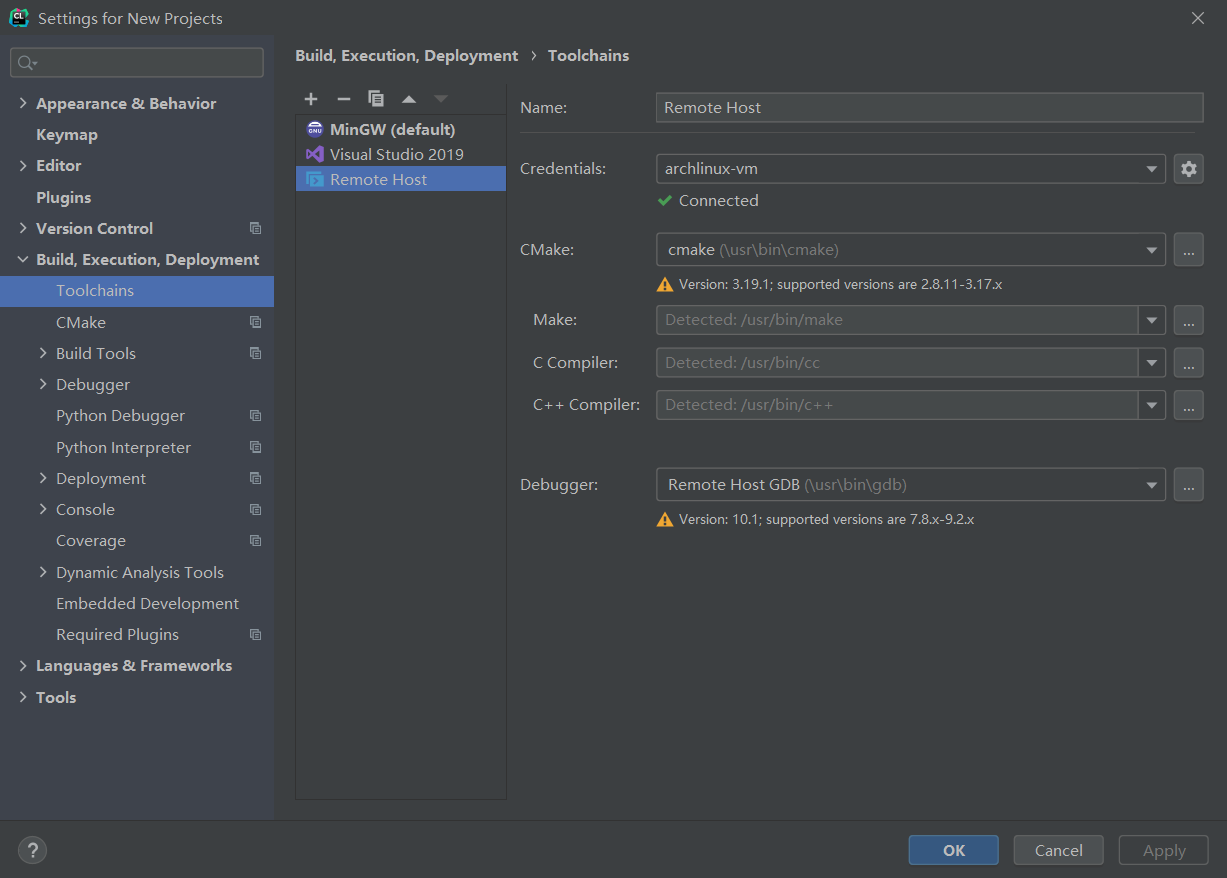 Settings for New Projects
Appearance & Behavior
Keymap
Editor
Plugins
Version Control
Build, Execution, Deployment
Toolchains
CMake
Build Tools
Debugger
Python Debugger
Python Interpreter
Deployment
Console
Coverage
Dynamic Analysis Tools
Embedded Development
Required Plugins
Languages & Frameworks
Tools
Build, Execution, Deployment › Toolchains
MinGW (default)
Visual Studio 2019
Remote Host
Name: Remote Host
Credentials: archlinux-vm
Connected
CMake: cmake (\usr\bin\cmake) ...
Version: 3.19.1; supported versions are 2.8.11-3.17.x
Make: Detected: /usr/bin/make ...
C Compiler: Detected: /usr/bin/cc ...
C++ Compiler: Detected: /usr/bin/c++ ...
Debugger: Remote Host GDB (\usr\bin\gdb) ...
Version: 10.1; supported versions are 7.8.x-9.2.x
? OK Cancel Apply